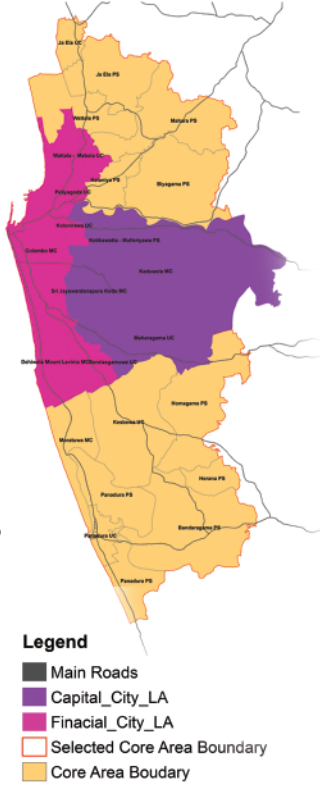 Ja Ela UC
Ja Ela PS
Wattala PS
Mahara PS
Wattala - Mabola UC
Kelaniya PS
Biyagama PS
Peliyagoda UC
Kolonnawa UC
Kotikawatta - Mulleriyawa PS
Colombo MC
Kaduwela MC
Sri Jayawardanapura Kotte MC
Maharagama UC
Dehiwala Mount Lavinia MC
Homagama PS
Kesbewa UC
Moratuwa MC
Horana PS
Panadura PS
Bandaragama PS
Panadura UC
Panadura PS
Legend
Main Roads
Capital_City_LA
Finacial_City_LA
Selected Core Area Boundary
Core Area Boudary